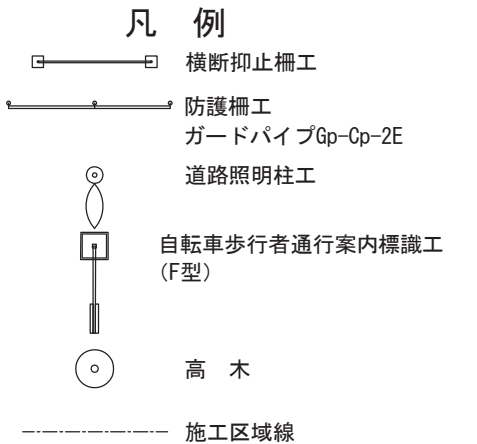 凡　例
横断抑止柵工
防護柵工
ガードパイプGp-Cp-2E
道路照明柱工
自転車歩行者通行案内標識工
(F型)
高　木
施工区域線